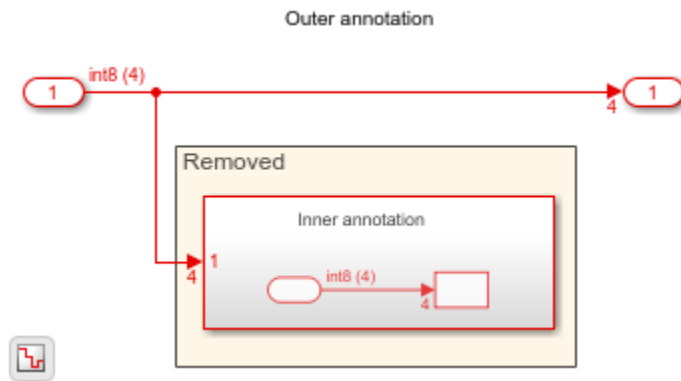 Outer annotation
int8 (4)
1
4
1
Removed
Inner annotation
1
4
int8 (4)
4